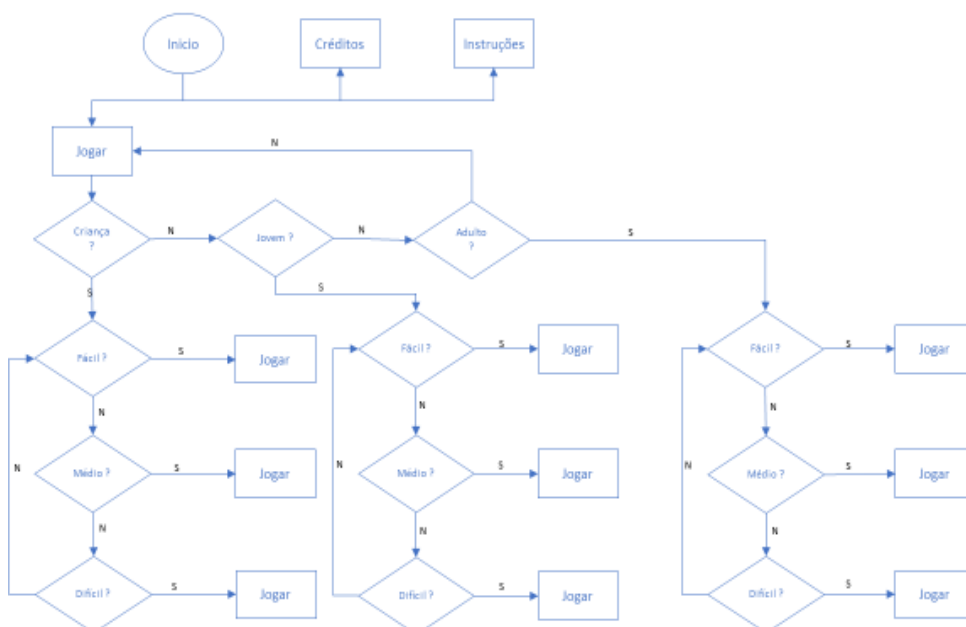 Inicio
Créditos
Instruções
Jogar
N
Criança
?
N
Jovem ?
N
Adulto
?
S
S
S
Fácil ?
S
Jogar
Fácil ?
S
Jogar
Fácil ?
S
Jogar
N
N
N
N
Médio ?
S
Jogar
N
Médio ?
S
Jogar
N
Médio ?
S
Jogar
N
N
N
Difícil ?
S
Jogar
Difícil ?
S
Jogar
Difícil ?
S
Jogar